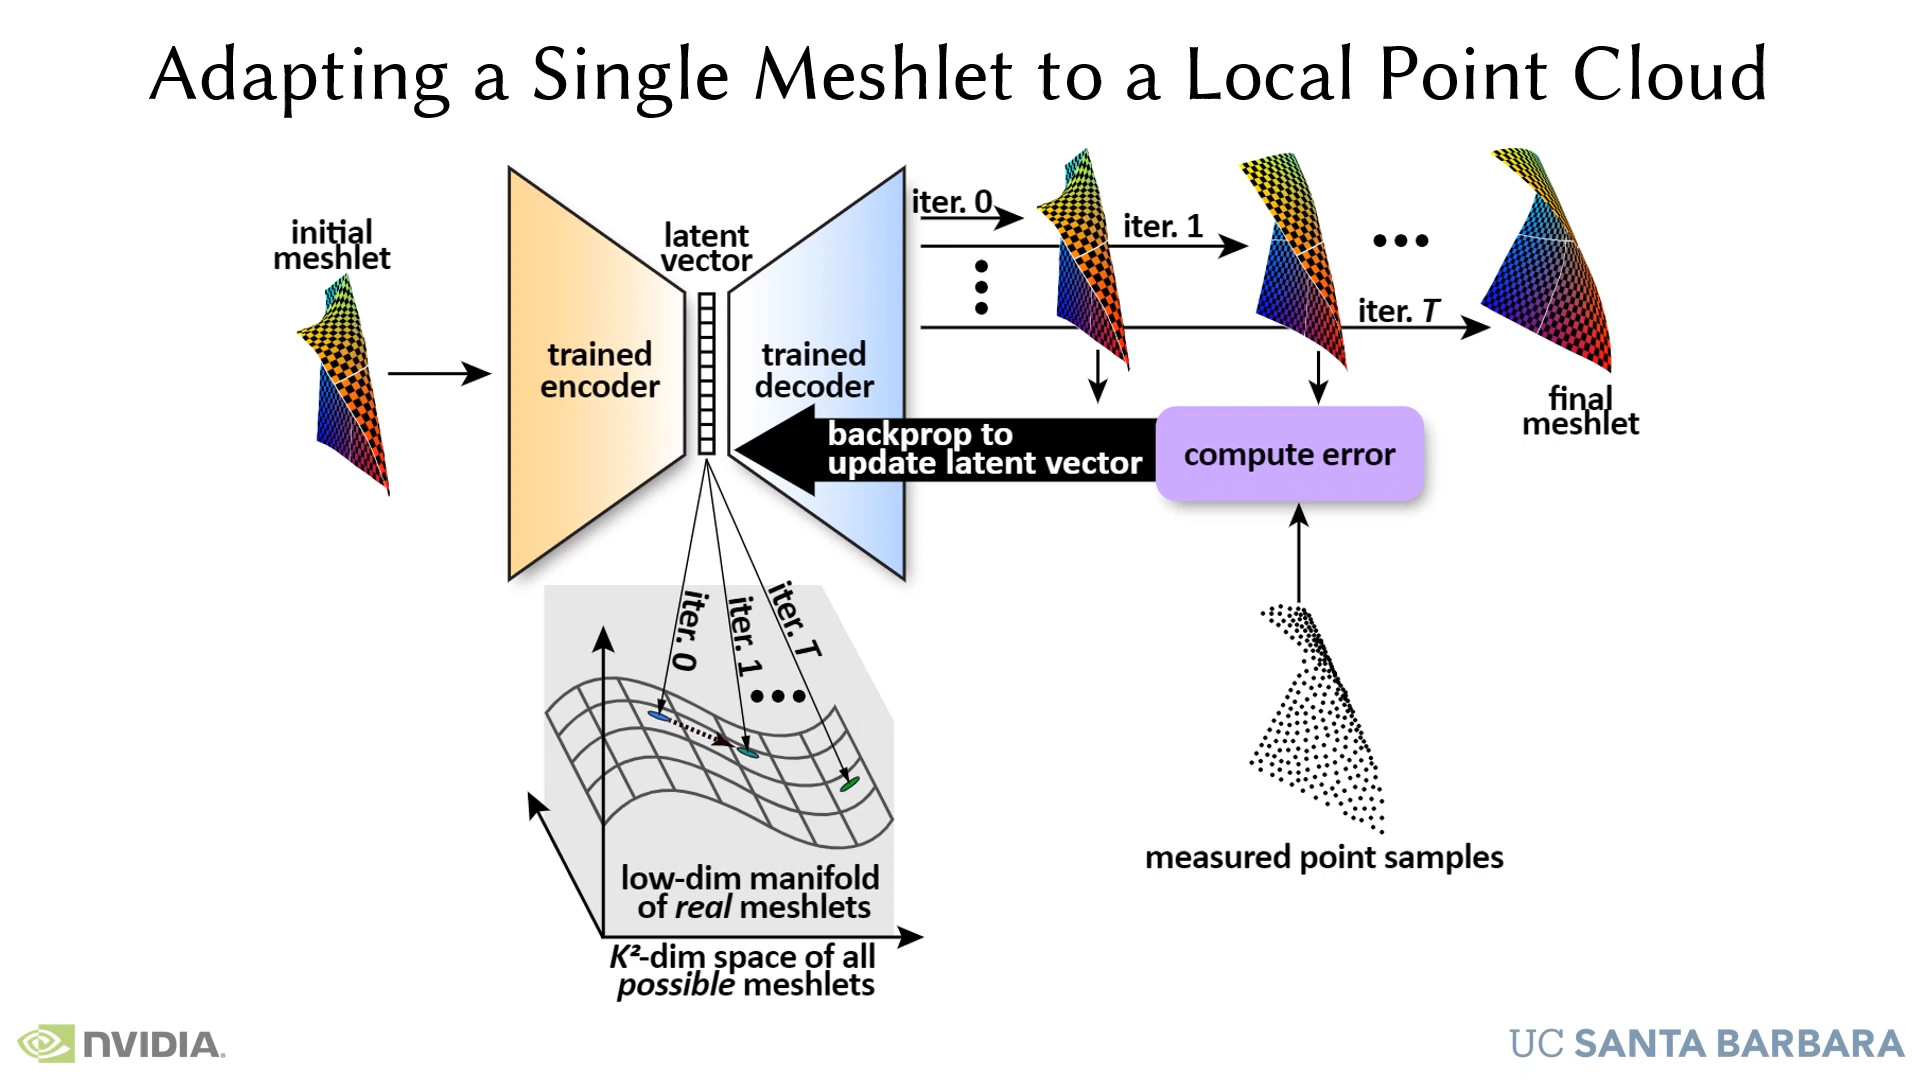 Adapting a Single Meshlet to a Local Point Cloud
initial
meshlet
trained
encoder
latent
vector
trained
decoder
iter. 0
iter. 1
iter. T
final
meshlet
backprop to
update latent vector
compute error
measured point samples
iter. 0
iter. 1
iter. T
low-dim manifold
of real meshlets
K²-dim space of all
possible meshlets
NVIDIA.
UC SANTA BARBARA